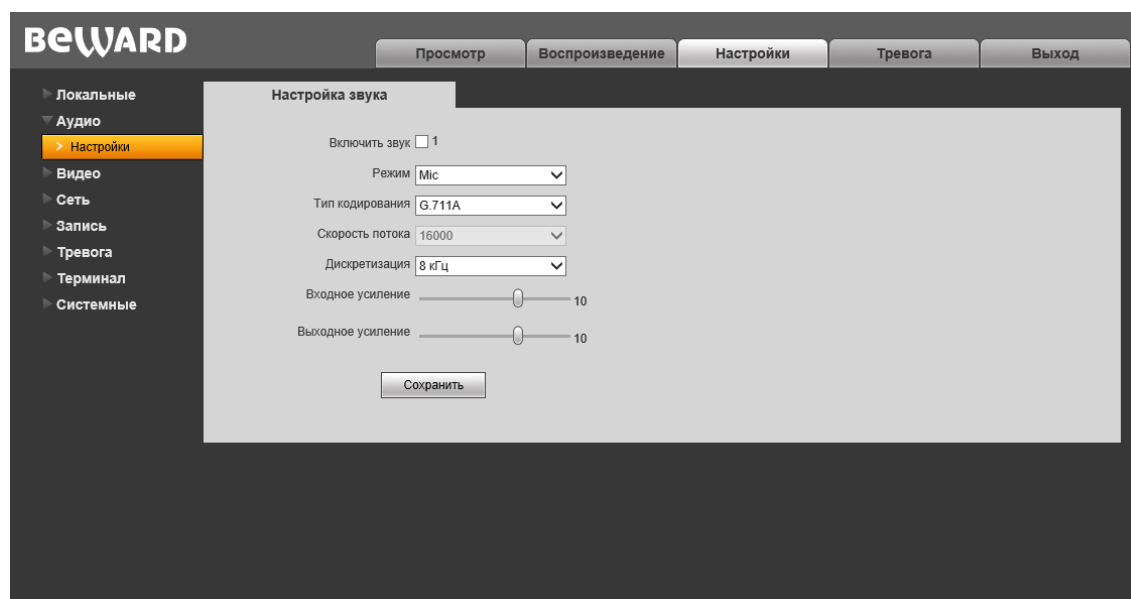 BEWARD
Просмотр Воспроизведение Настройки Тревога Выход
Локальные
Аудио
> Настройки
Видео
Сеть
Запись
Тревога
Терминал
Системные
Настройка звука
Включить звук 1
Режим Mic
Тип кодирования G.711A
Скорость потока 16000
Дискретизация 8 кГц
Входное усиление 10
Выходное усиление 10
Сохранить